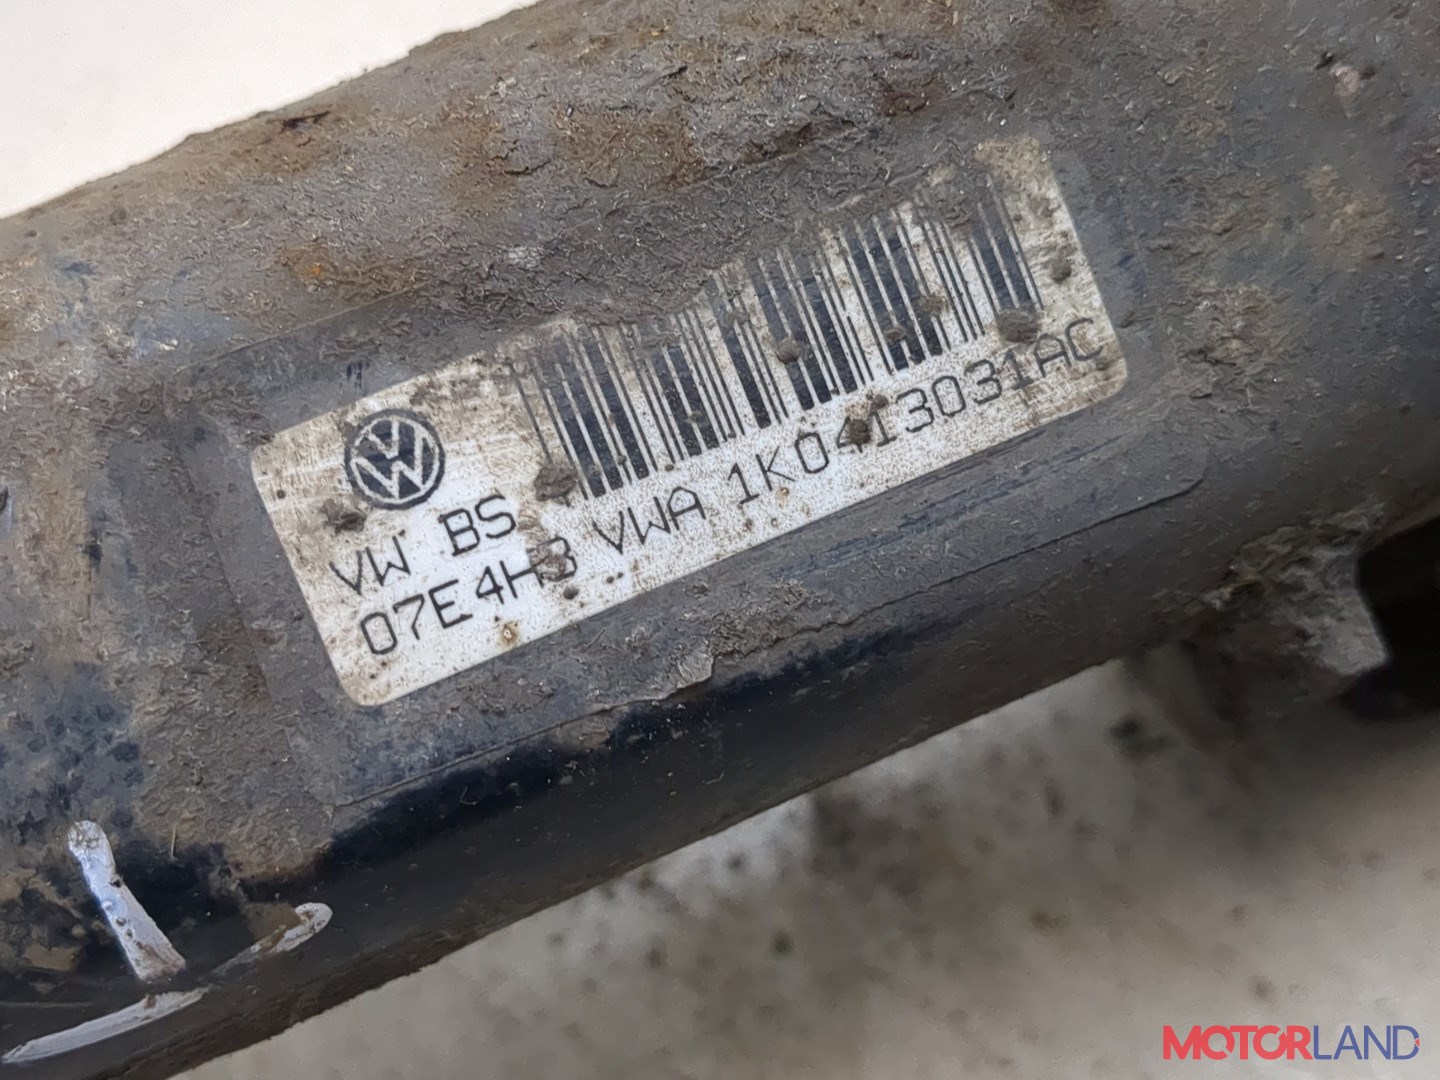 VW BS
07E4H3 VWA 1K0413031AC
MOTORLAND